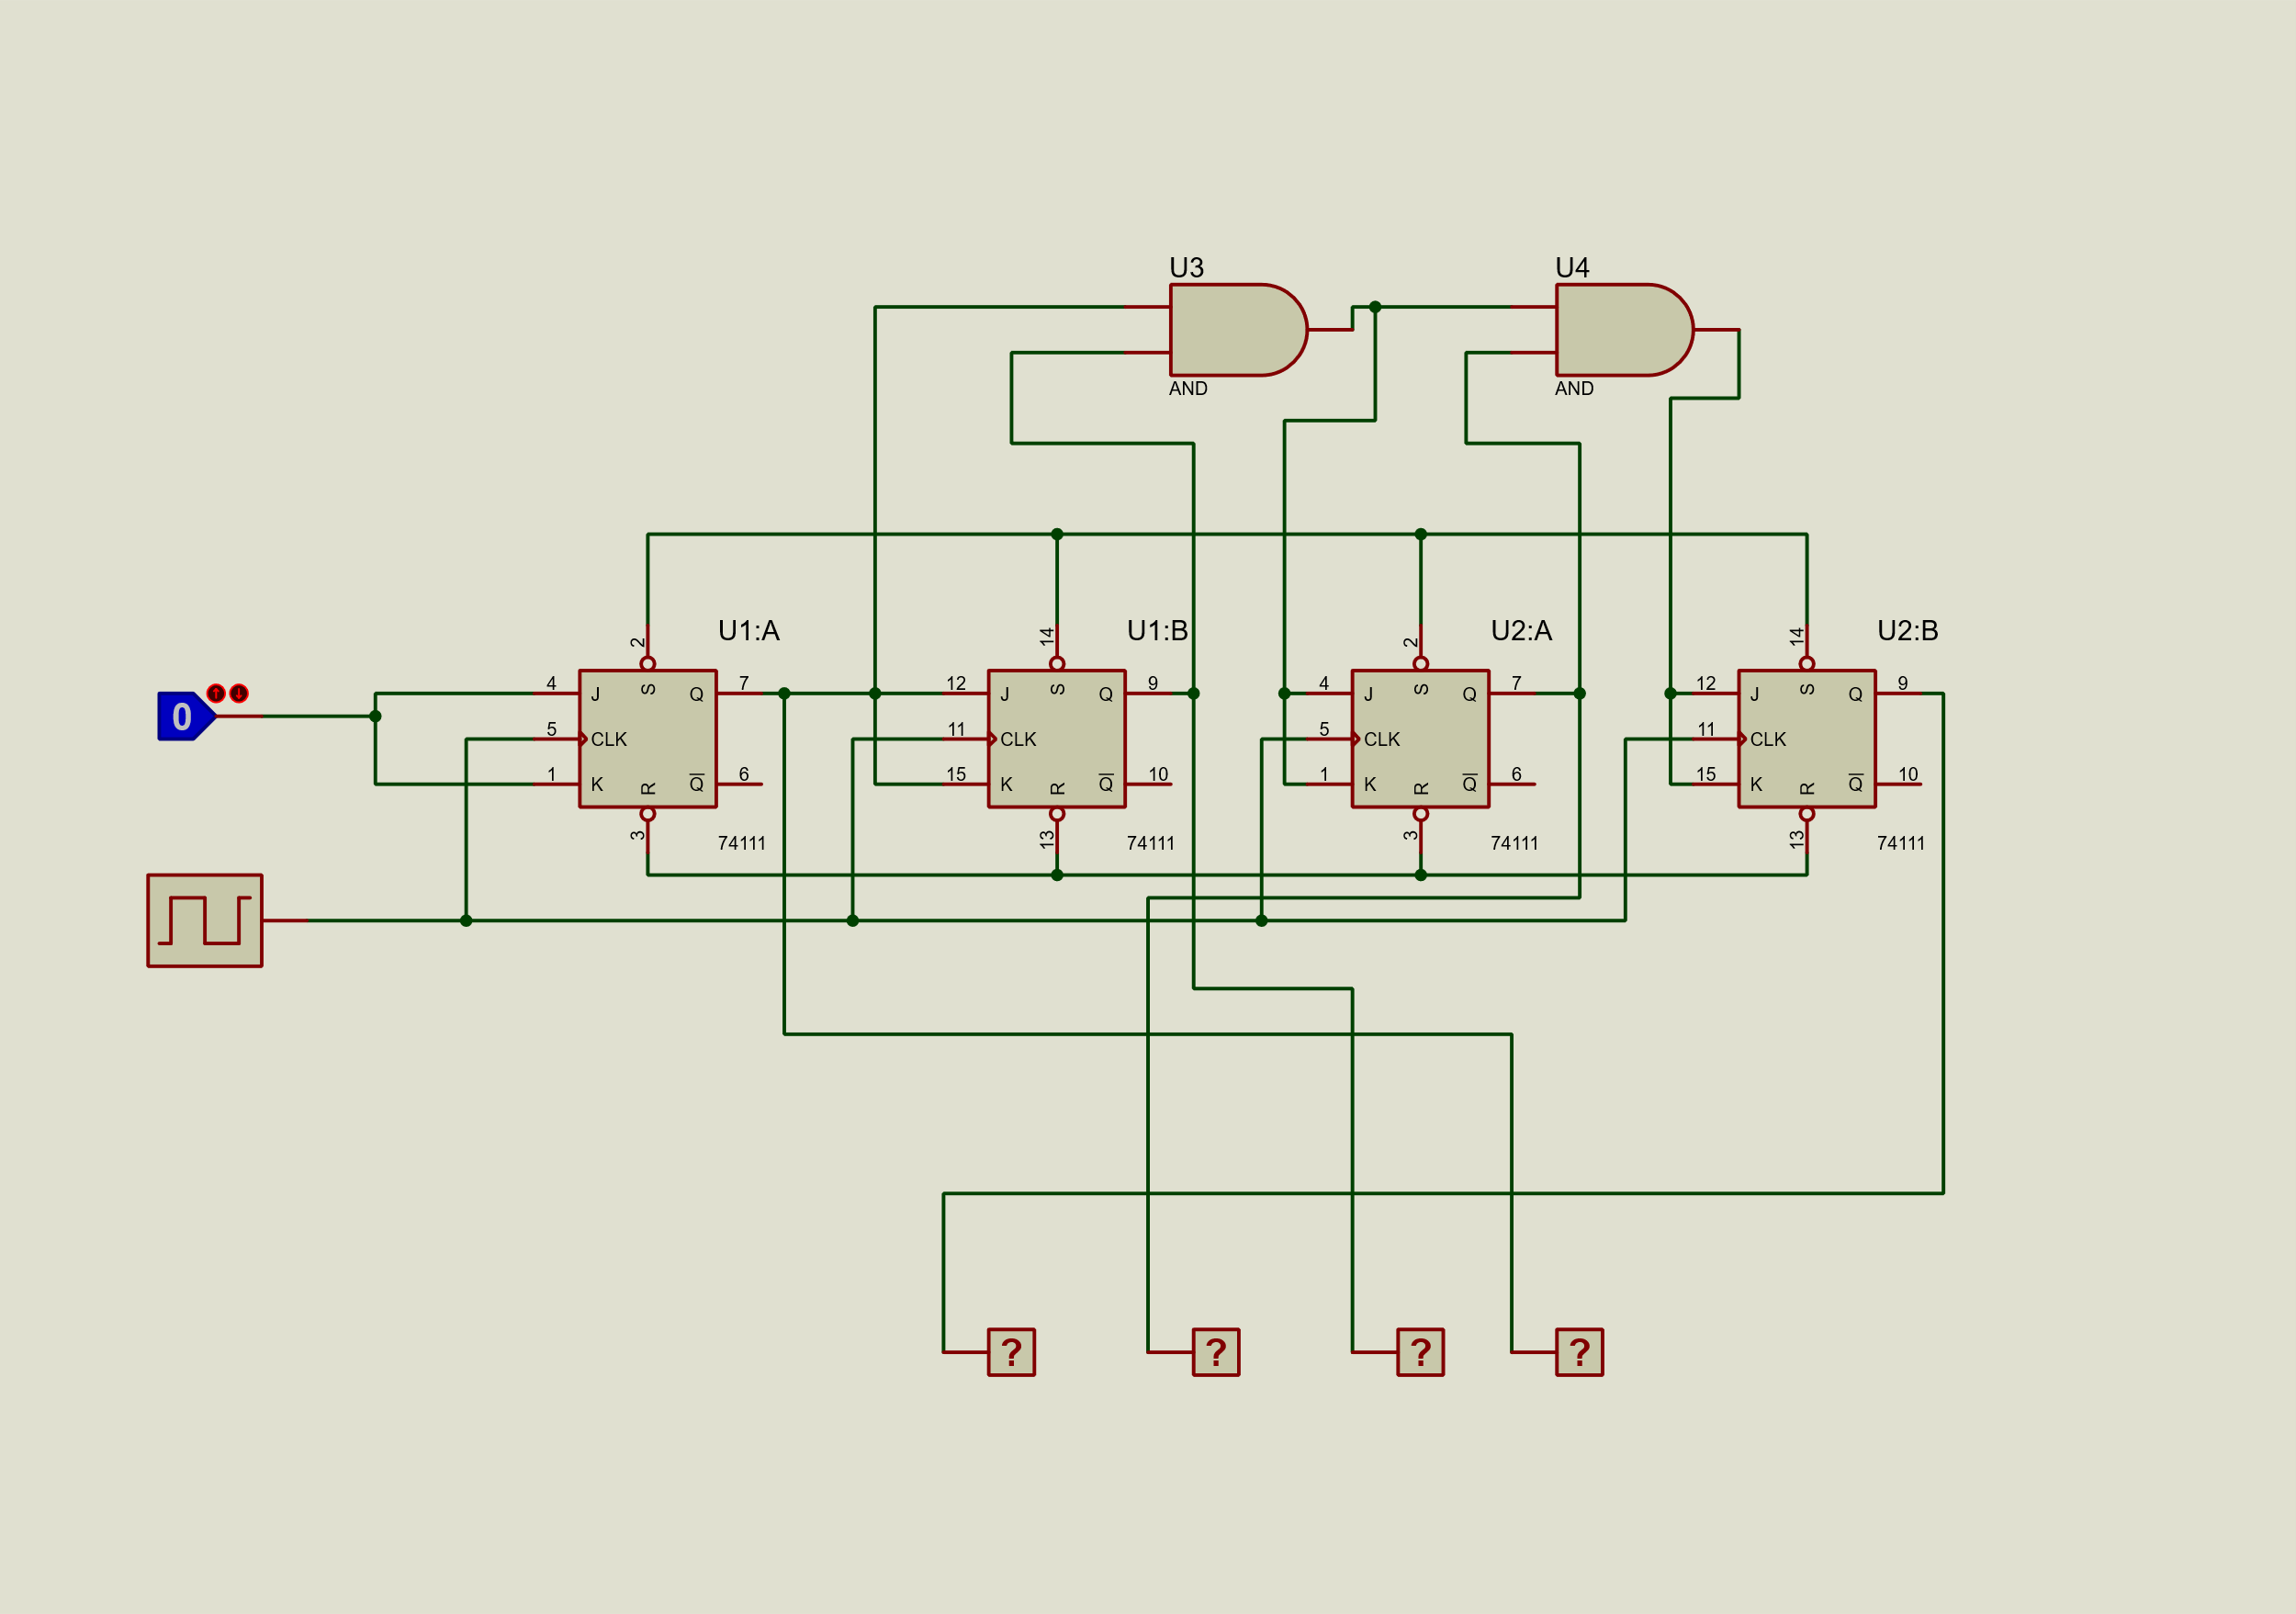 U3
U4
AND
AND
U1:A
U1:B
U2:A
U2:B
2
14
2
14
4
J
S
Q
7
12
J
S
Q
9
4
J
S
Q
7
12
J
S
Q
9
0
5
CLK
11
CLK
5
CLK
11
CLK
1
K
R
Q
6
15
K
R
Q
10
1
K
R
Q
6
15
K
R
Q
10
3
13
3
13
74111
74111
74111
74111
?
?
?
?